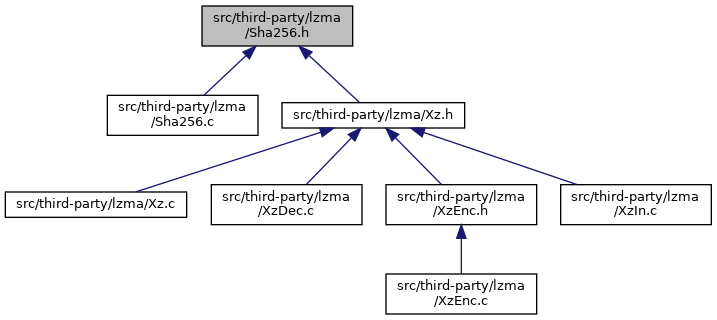 src/third-party/lzma
/Sha256.h
src/third-party/lzma
/Sha256.c
src/third-party/lzma/Xz.h
src/third-party/lzma/Xz.c
src/third-party/lzma
/XzDec.c
src/third-party/lzma
/XzEnc.h
src/third-party/lzma
/XzIn.c
src/third-party/lzma
/XzEnc.c